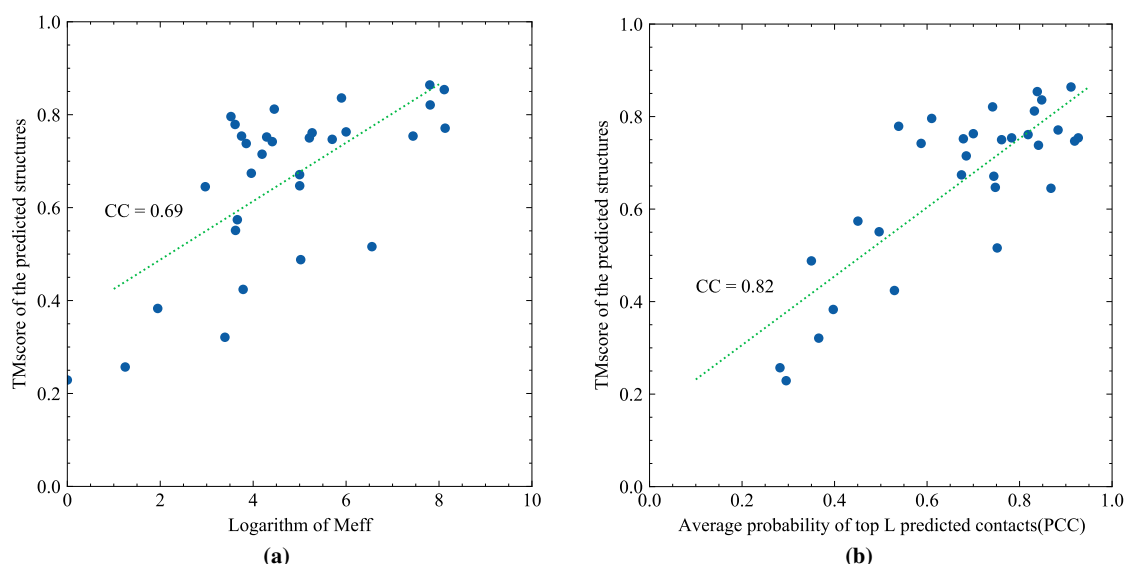 1.0
0.8
0.6
0.4
0.2
0.0
TMscore of the predicted structures
CC = 0.69
0 2 4 6 8 10
Logarithm of Meff
(a)
1.0
0.8
0.6
0.4
0.2
0.0
TMscore of the predicted structures
CC = 0.82
0.0 0.2 0.4 0.6 0.8 1.0
Average probability of top L predicted contacts(PCC)
(b)